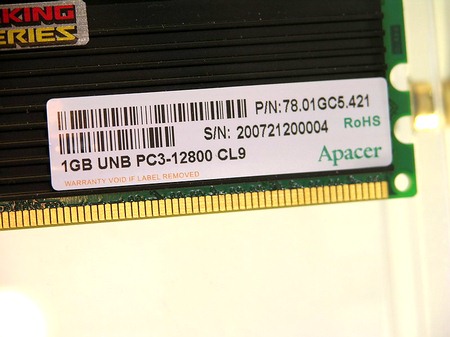 KING
ERIES
P/N:78.01GC5.421
S/N: 200721200004
RoHS
1GB UNB PC3-12800 CL9
Apacer
WARRANTY VOID IF LABEL REMOVED